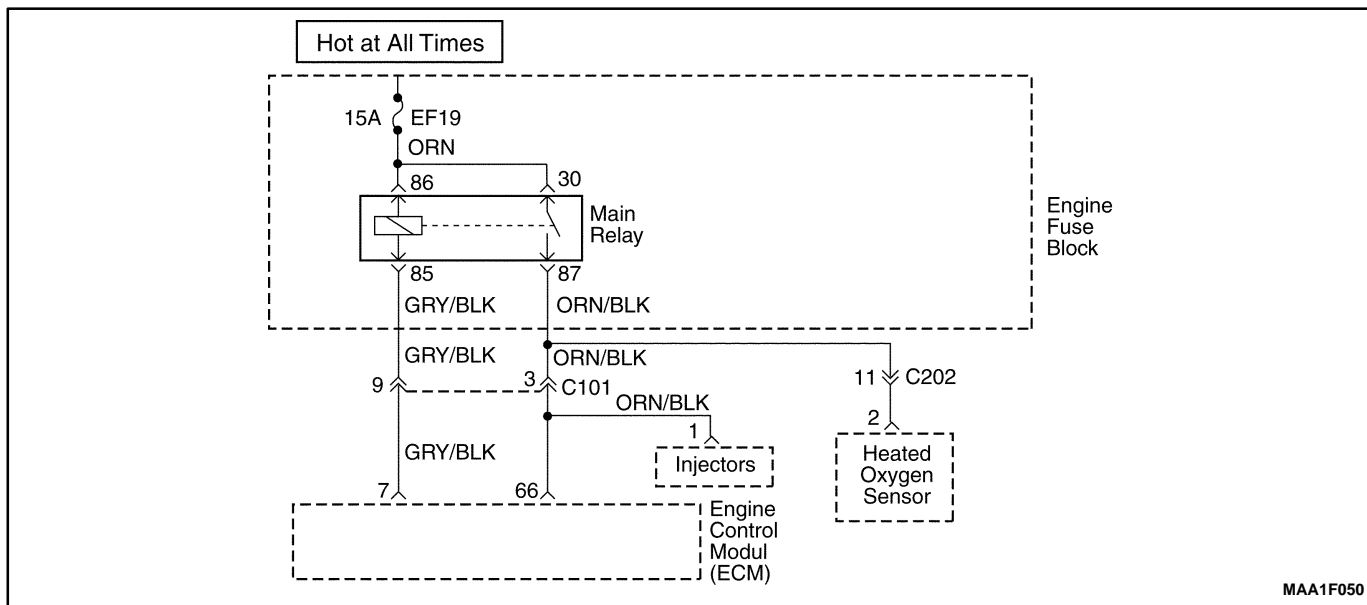 Hot at All Times
15A EF19
ORN
86 30
Main
Relay
Engine
Fuse
Block
85 87
GRY/BLK ORN/BLK
GRY/BLK ORN/BLK
9 3 C101
11 C202
ORN/BLK
1
2
GRY/BLK
Injectors
Heated
Oxygen
Sensor
7 66
Engine
Control
Modul
(ECM)
MAA1F050